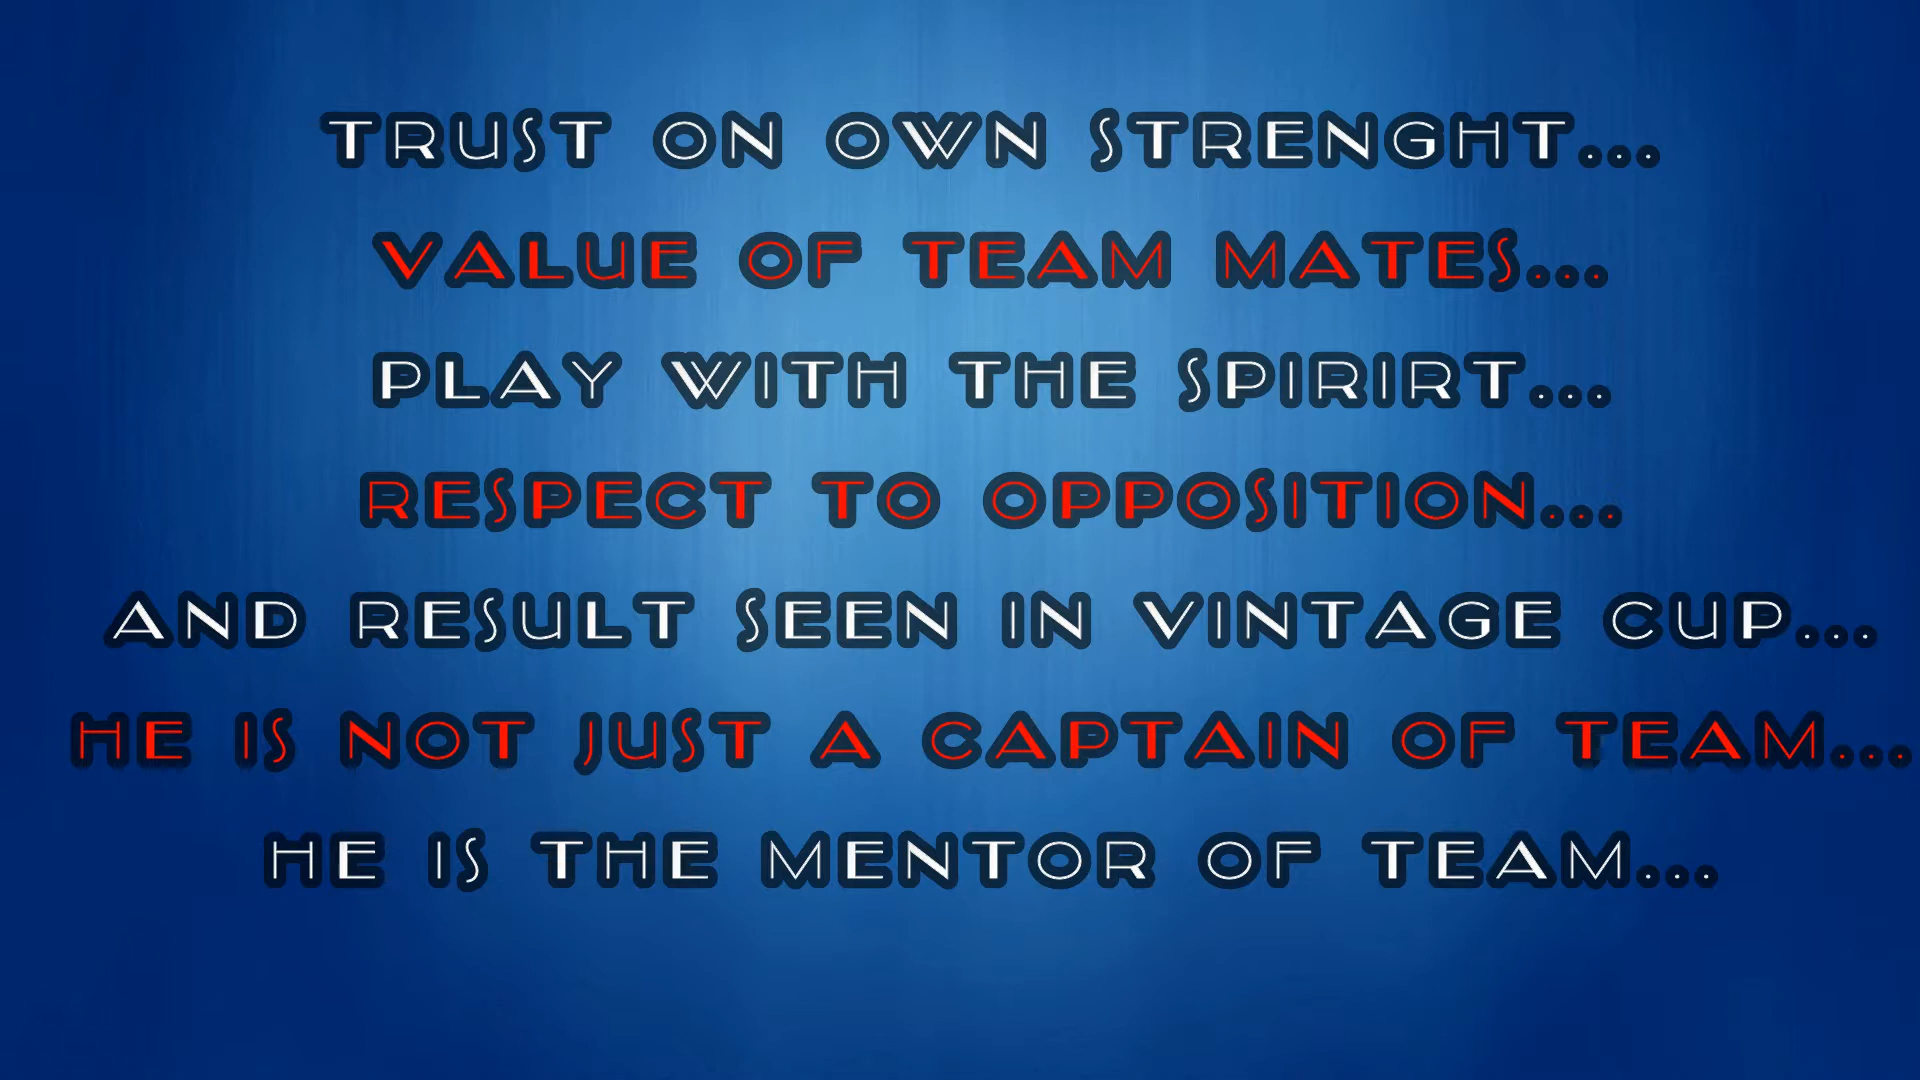 TRUST ON OWN STRENGHT...
VALUE OF TEAM MATES...
PLAY WITH THE SPIRIRT...
RESPECT TO OPPOSITION...
AND RESULT SEEN IN VINTAGE CUP...
HE IS NOT JUST A CAPTAIN OF TEAM...
HE IS THE MENTOR OF TEAM...